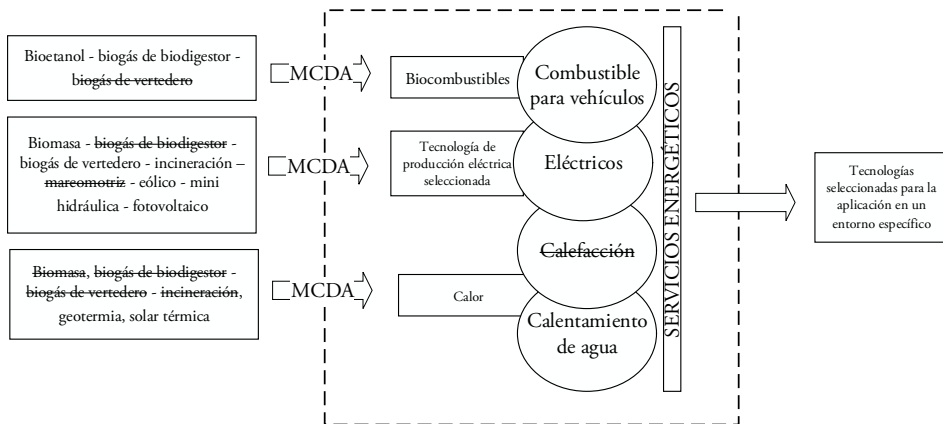 Bioetanol - biogás de biodigestor -
biogás de vertedero
MCDA
Biocombustibles
Combustible
para vehículos
Biomasa - biogás de biodigestor -
biogás de vertedero - incineración –
mareomotriz - eólico - mini
hidráulica - fotovoltaico
MCDA
Tecnología de
producción eléctrica
seleccionada
Eléctricos
Biomasa, biogás de biodigestor -
biogás de vertedero - incineración,
geotermia, solar térmica
MCDA
Calor
Calefacción
Calentamiento
de agua
SERVICIOS ENERGÉTICOS
Tecnologías
seleccionadas para la
aplicación en un
entorno específico